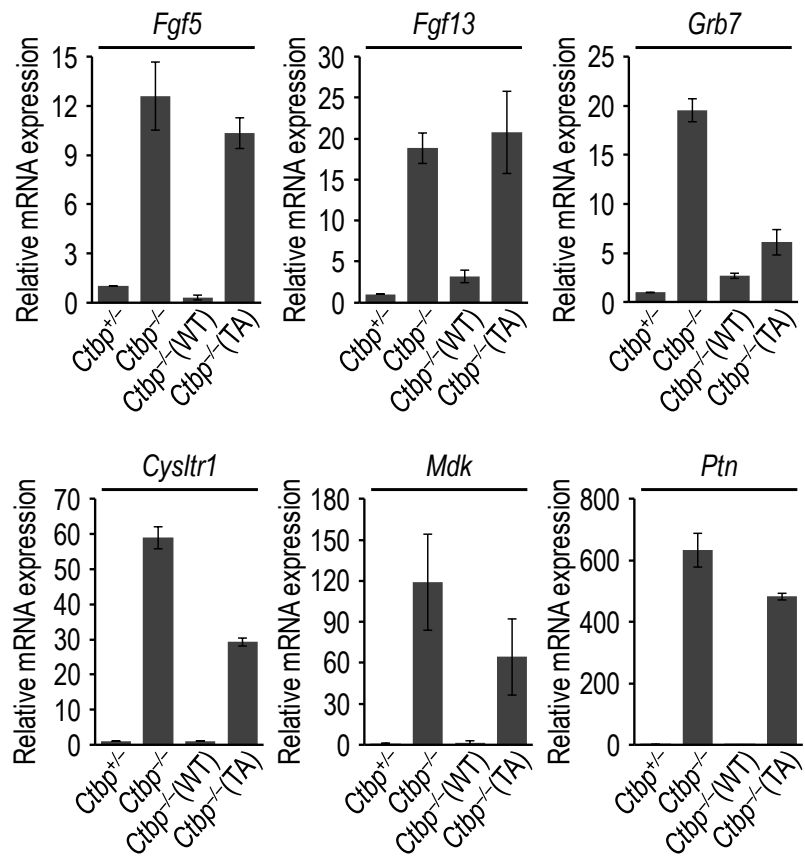 Fgf5
Relative mRNA expression
15
12
9
6
3
0
Ctbp⁺/⁻
Ctbp⁻/⁻
Ctbp⁻/⁻(WT)
Ctbp⁻/⁻(TA)
Fgf13
Relative mRNA expression
30
25
20
15
10
5
0
Ctbp⁺/⁻
Ctbp⁻/⁻
Ctbp⁻/⁻(WT)
Ctbp⁻/⁻(TA)
Grb7
Relative mRNA expression
25
20
15
10
5
0
Ctbp⁺/⁻
Ctbp⁻/⁻
Ctbp⁻/⁻(WT)
Ctbp⁻/⁻(TA)
Cysltr1
Relative mRNA expression
70
60
50
40
30
20
10
0
Ctbp⁺/⁻
Ctbp⁻/⁻
Ctbp⁻/⁻(WT)
Ctbp⁻/⁻(TA)
Mdk
Relative mRNA expression
180
150
120
90
60
30
0
Ctbp⁺/⁻
Ctbp⁻/⁻
Ctbp⁻/⁻(WT)
Ctbp⁻/⁻(TA)
Ptn
Relative mRNA expression
800
600
400
200
0
Ctbp⁺/⁻
Ctbp⁻/⁻
Ctbp⁻/⁻(WT)
Ctbp⁻/⁻(TA)